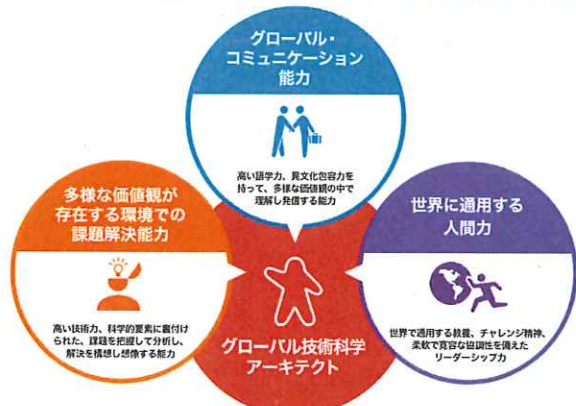 グローバル・
コミュニケーション
能力
高い語学力、異文化包容力を
持って、多様な価値観の中で
理解し発信する能力
多様な価値観が
存在する環境での
課題解決能力
高い技術力、科学的要素に裏付け
られた、課題を把握して分析し、
解決を構想し想像する能力
世界に通用する
人間力
世界で通用する教養、チャレンジ精神、
柔軟で寛容な協調性を備えた
リーダーシップ力
グローバル技術科学
アーキテクト